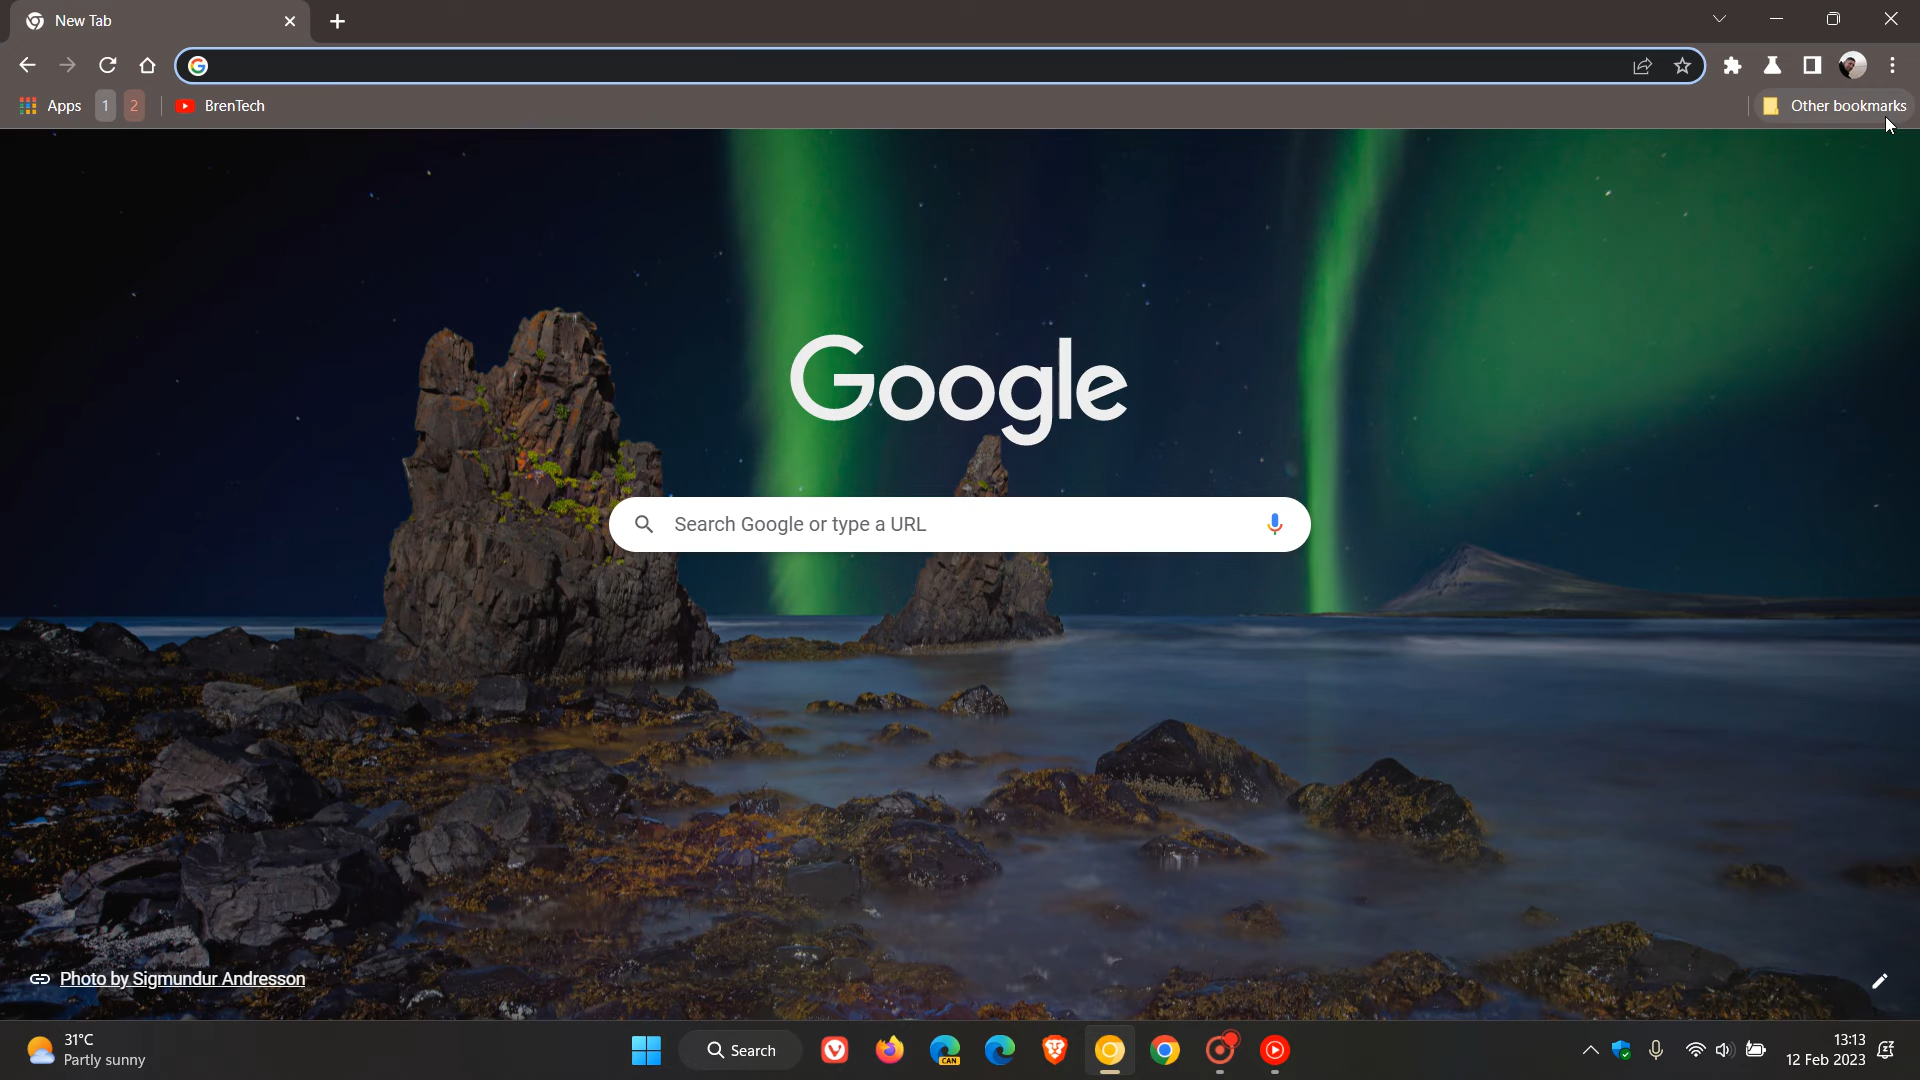 New Tab
Apps 1 2 BrenTech Other bookmarks
Google
Search Google or type a URL
Photo by Sigmundur Andresson
31°C
Partly sunny
Search
CAN
13:13
12 Feb 2023